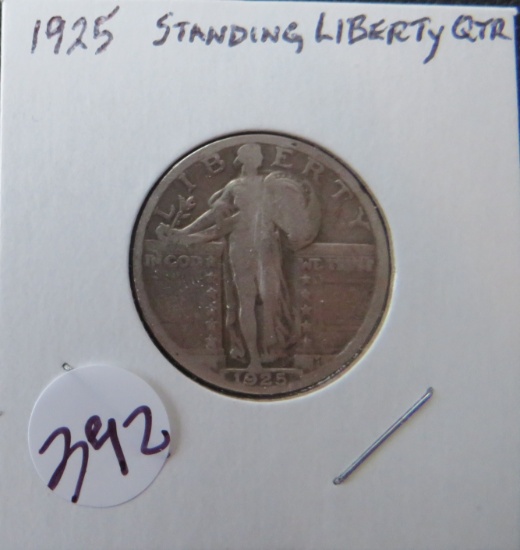 1925 STANDING LIBERTY QTR
LIBERTY
IN GOD WE TRUST
1925
392